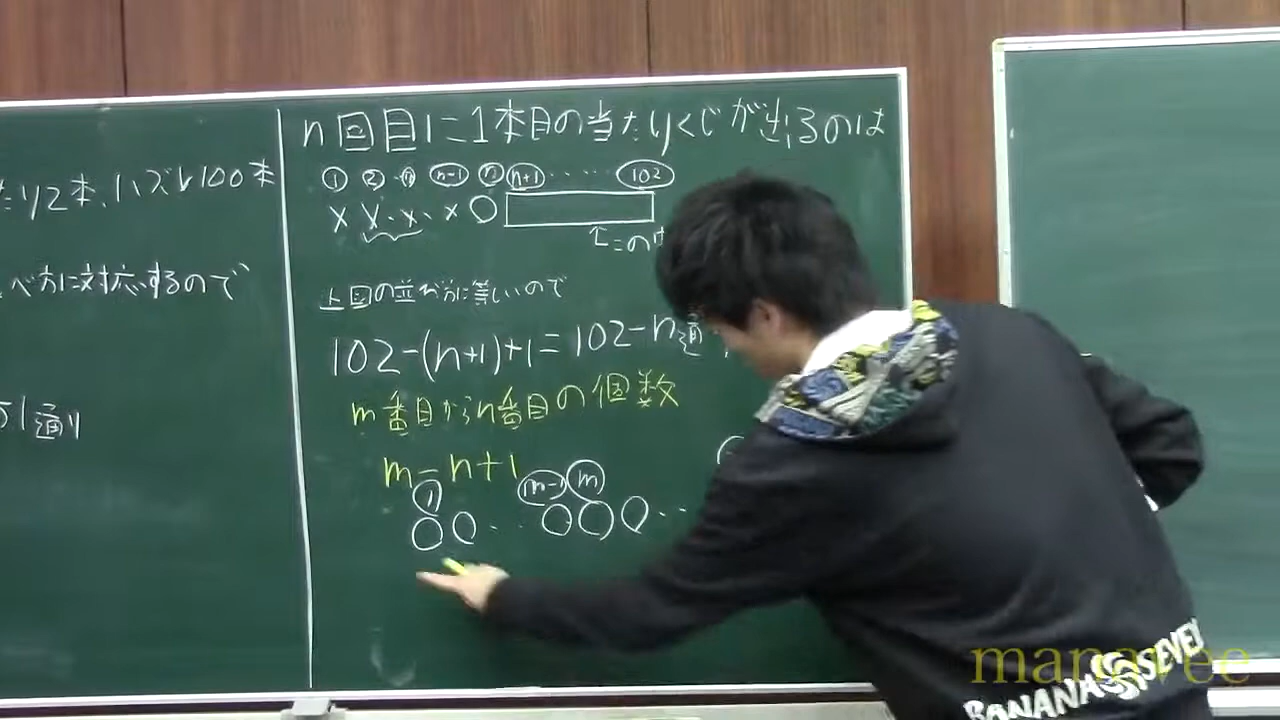 たり2本、ハズレ100本
べ方に対応するので
51通り
n回目に1本目の当たりくじが出るのは
① ② ‥ n-1 n n+1 ‥‥ 102
× × ‥ × ‥ × ○
↑この中
上図の並べ方に等しいので
102-(n+1)+1=102-n通
m番目からn番目の個数
m-n+1
① m-1 m
○ ○ ‥ ○ ○ ○ ‥
manavee
BANANA SEVEN